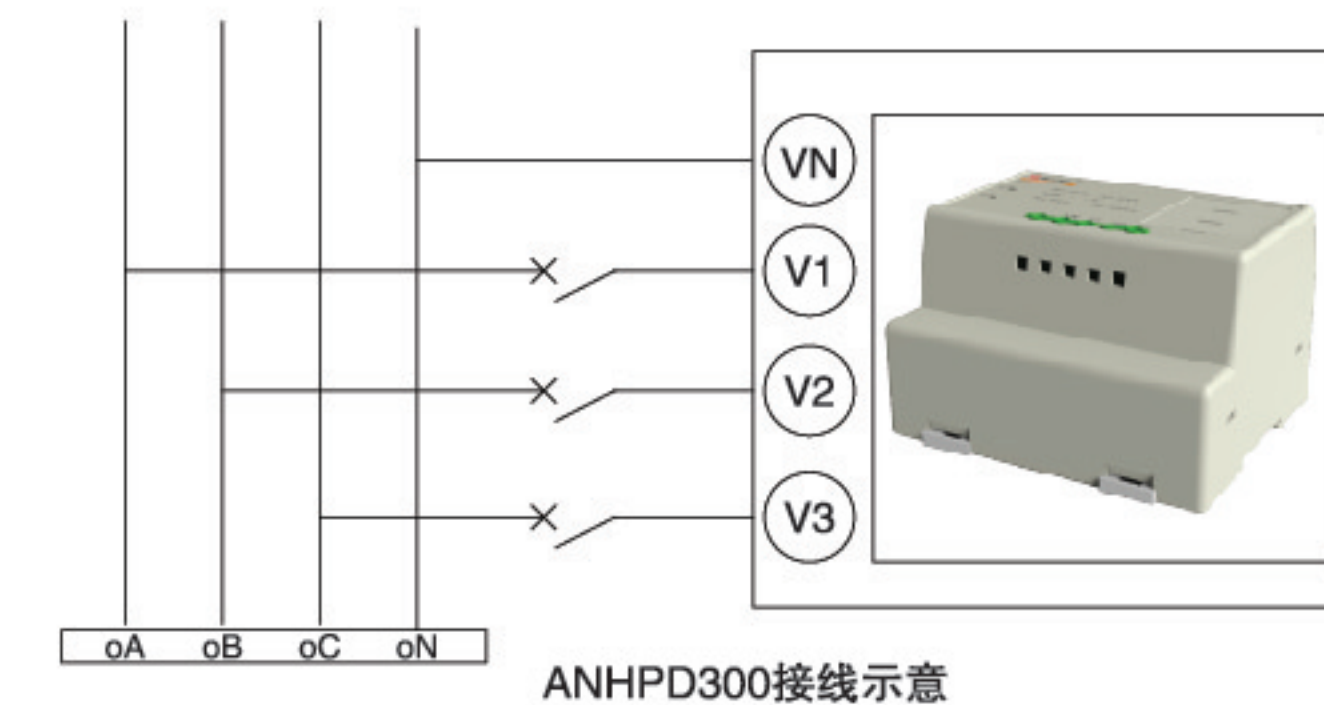 VN
V1
V2
V3
oA oB oC oN
ANHPD300接线示意